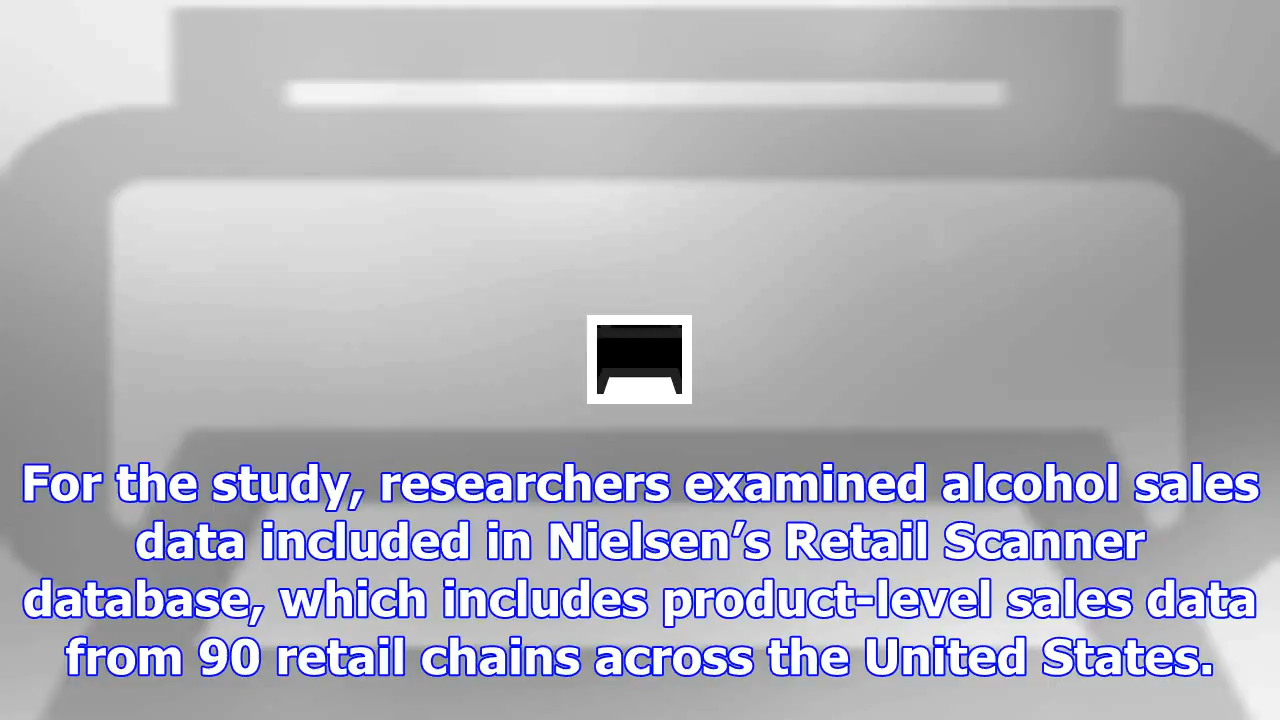 For the study, researchers examined alcohol sales
data included in Nielsen’s Retail Scanner
database, which includes product-level sales data
from 90 retail chains across the United States.